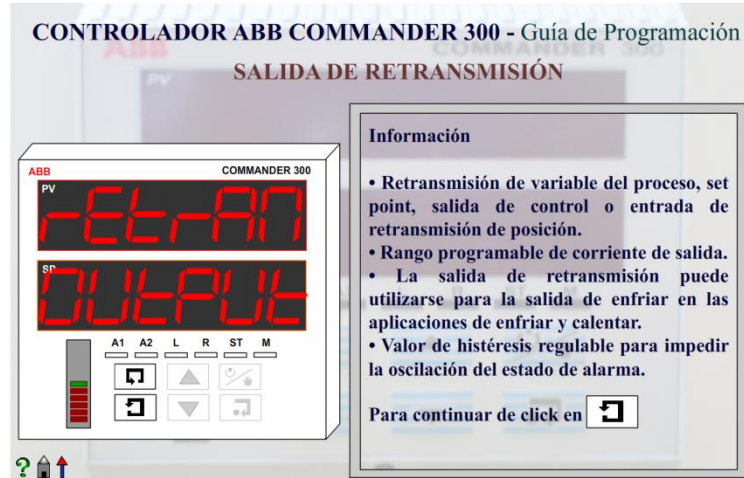 CONTROLADOR ABB COMMANDER 300 - Guía de Programación
SALIDA DE RETRANSMISIÓN
ABB COMMANDER 300
PV
rEtrAn
SP
OUtPUt
A1 A2 L R ST M
Información
• Retransmisión de variable del proceso, set
point, salida de control o entrada de
retransmisión de posición.
• Rango programable de corriente de salida.
• La salida de retransmisión puede
utilizarse para la salida de enfriar en las
aplicaciones de enfriar y calentar.
• Valor de histéresis regulable para impedir
la oscilación del estado de alarma.
Para continuar de click en
?
ABB
COMMANDER 300
PV